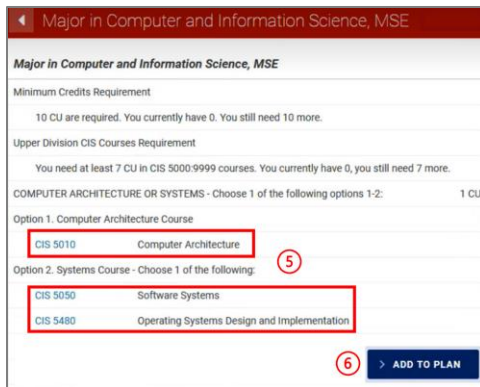 Major in Computer and Information Science, MSE
Major in Computer and Information Science, MSE
Minimum Credits Requirement
10 CU are required. You currently have 0. You still need 10 more.
Upper Division CIS Courses Requirement
You need at least 7 CU in CIS 5000:9999 courses. You currently have 0, you still need 7 more.
COMPUTER ARCHITECTURE OR SYSTEMS - Choose 1 of the following options 1-2: 1 CU
Option 1. Computer Architecture Course
CIS 5010 Computer Architecture
5
Option 2. Systems Course - Choose 1 of the following:
CIS 5050 Software Systems
CIS 5480 Operating Systems Design and Implementation
6 > ADD TO PLAN